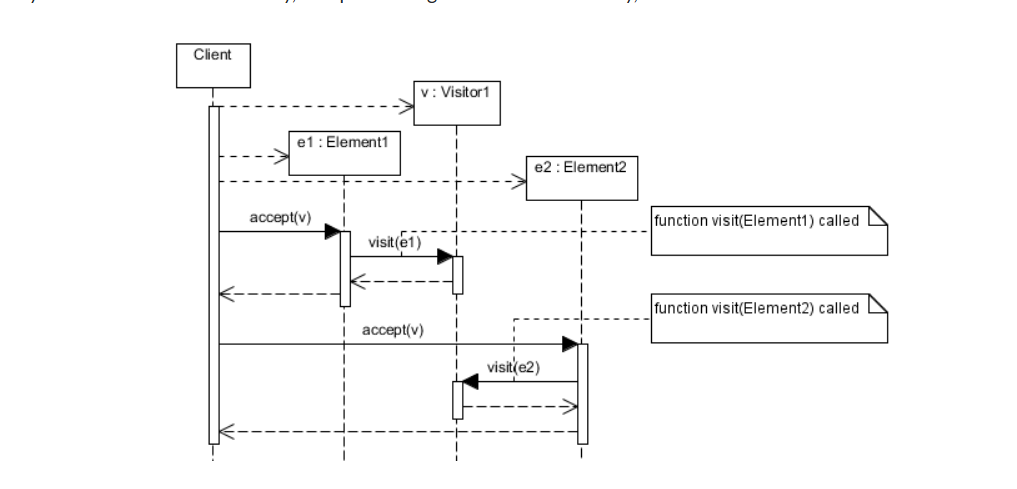 Client
v : Visitor1
e1 : Element1
e2 : Element2
accept(v)
function visit(Element1) called
visit(e1)
function visit(Element2) called
accept(v)
visit(e2)